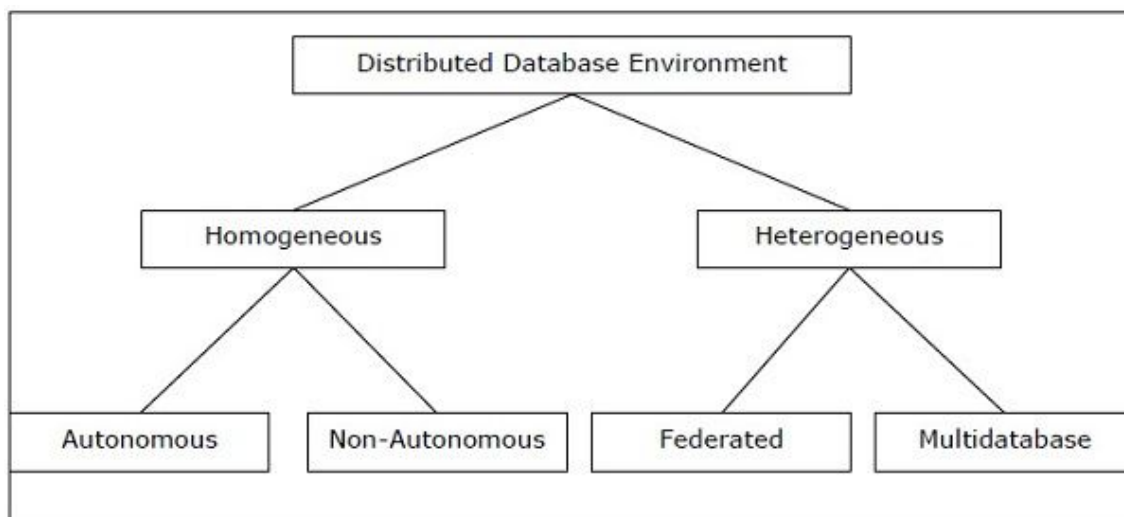 Distributed Database Environment
Homogeneous
Heterogeneous
Autonomous
Non-Autonomous
Federated
Multidatabase